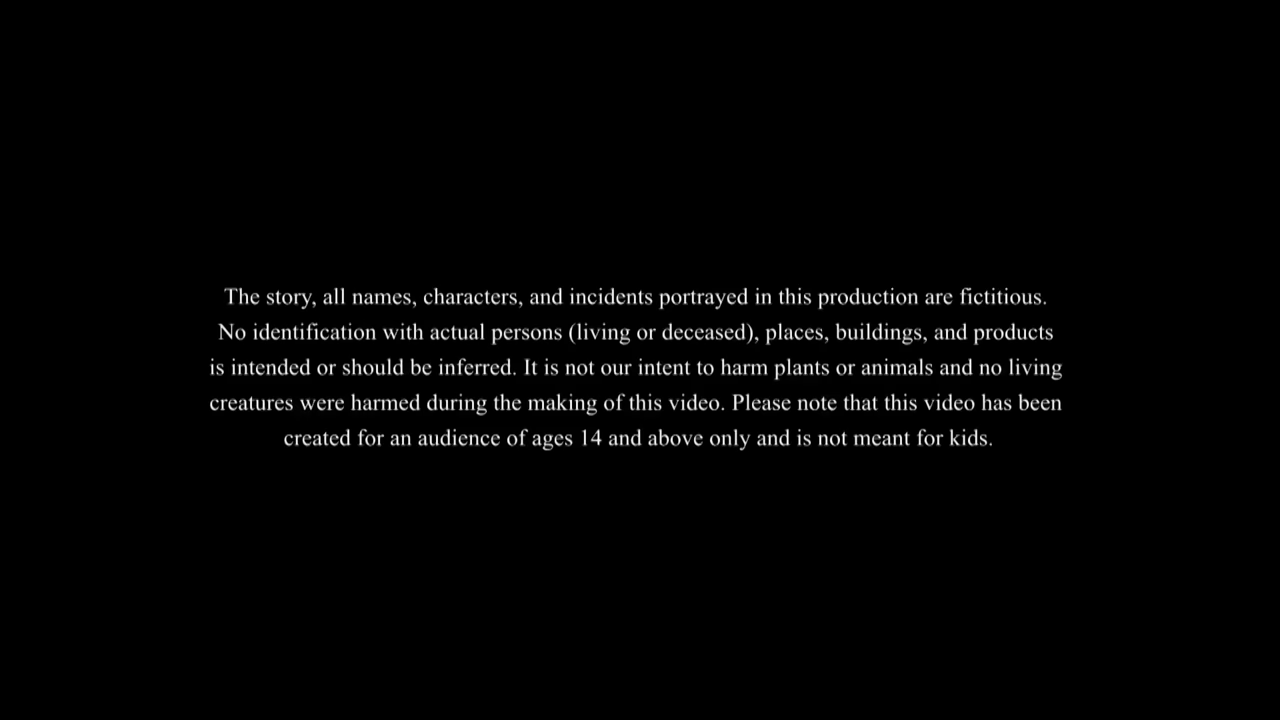 The story, all names, characters, and incidents portrayed in this production are fictitious.
No identification with actual persons (living or deceased), places, buildings, and products
is intended or should be inferred. It is not our intent to harm plants or animals and no living
creatures were harmed during the making of this video. Please note that this video has been
created for an audience of ages 14 and above only and is not meant for kids.